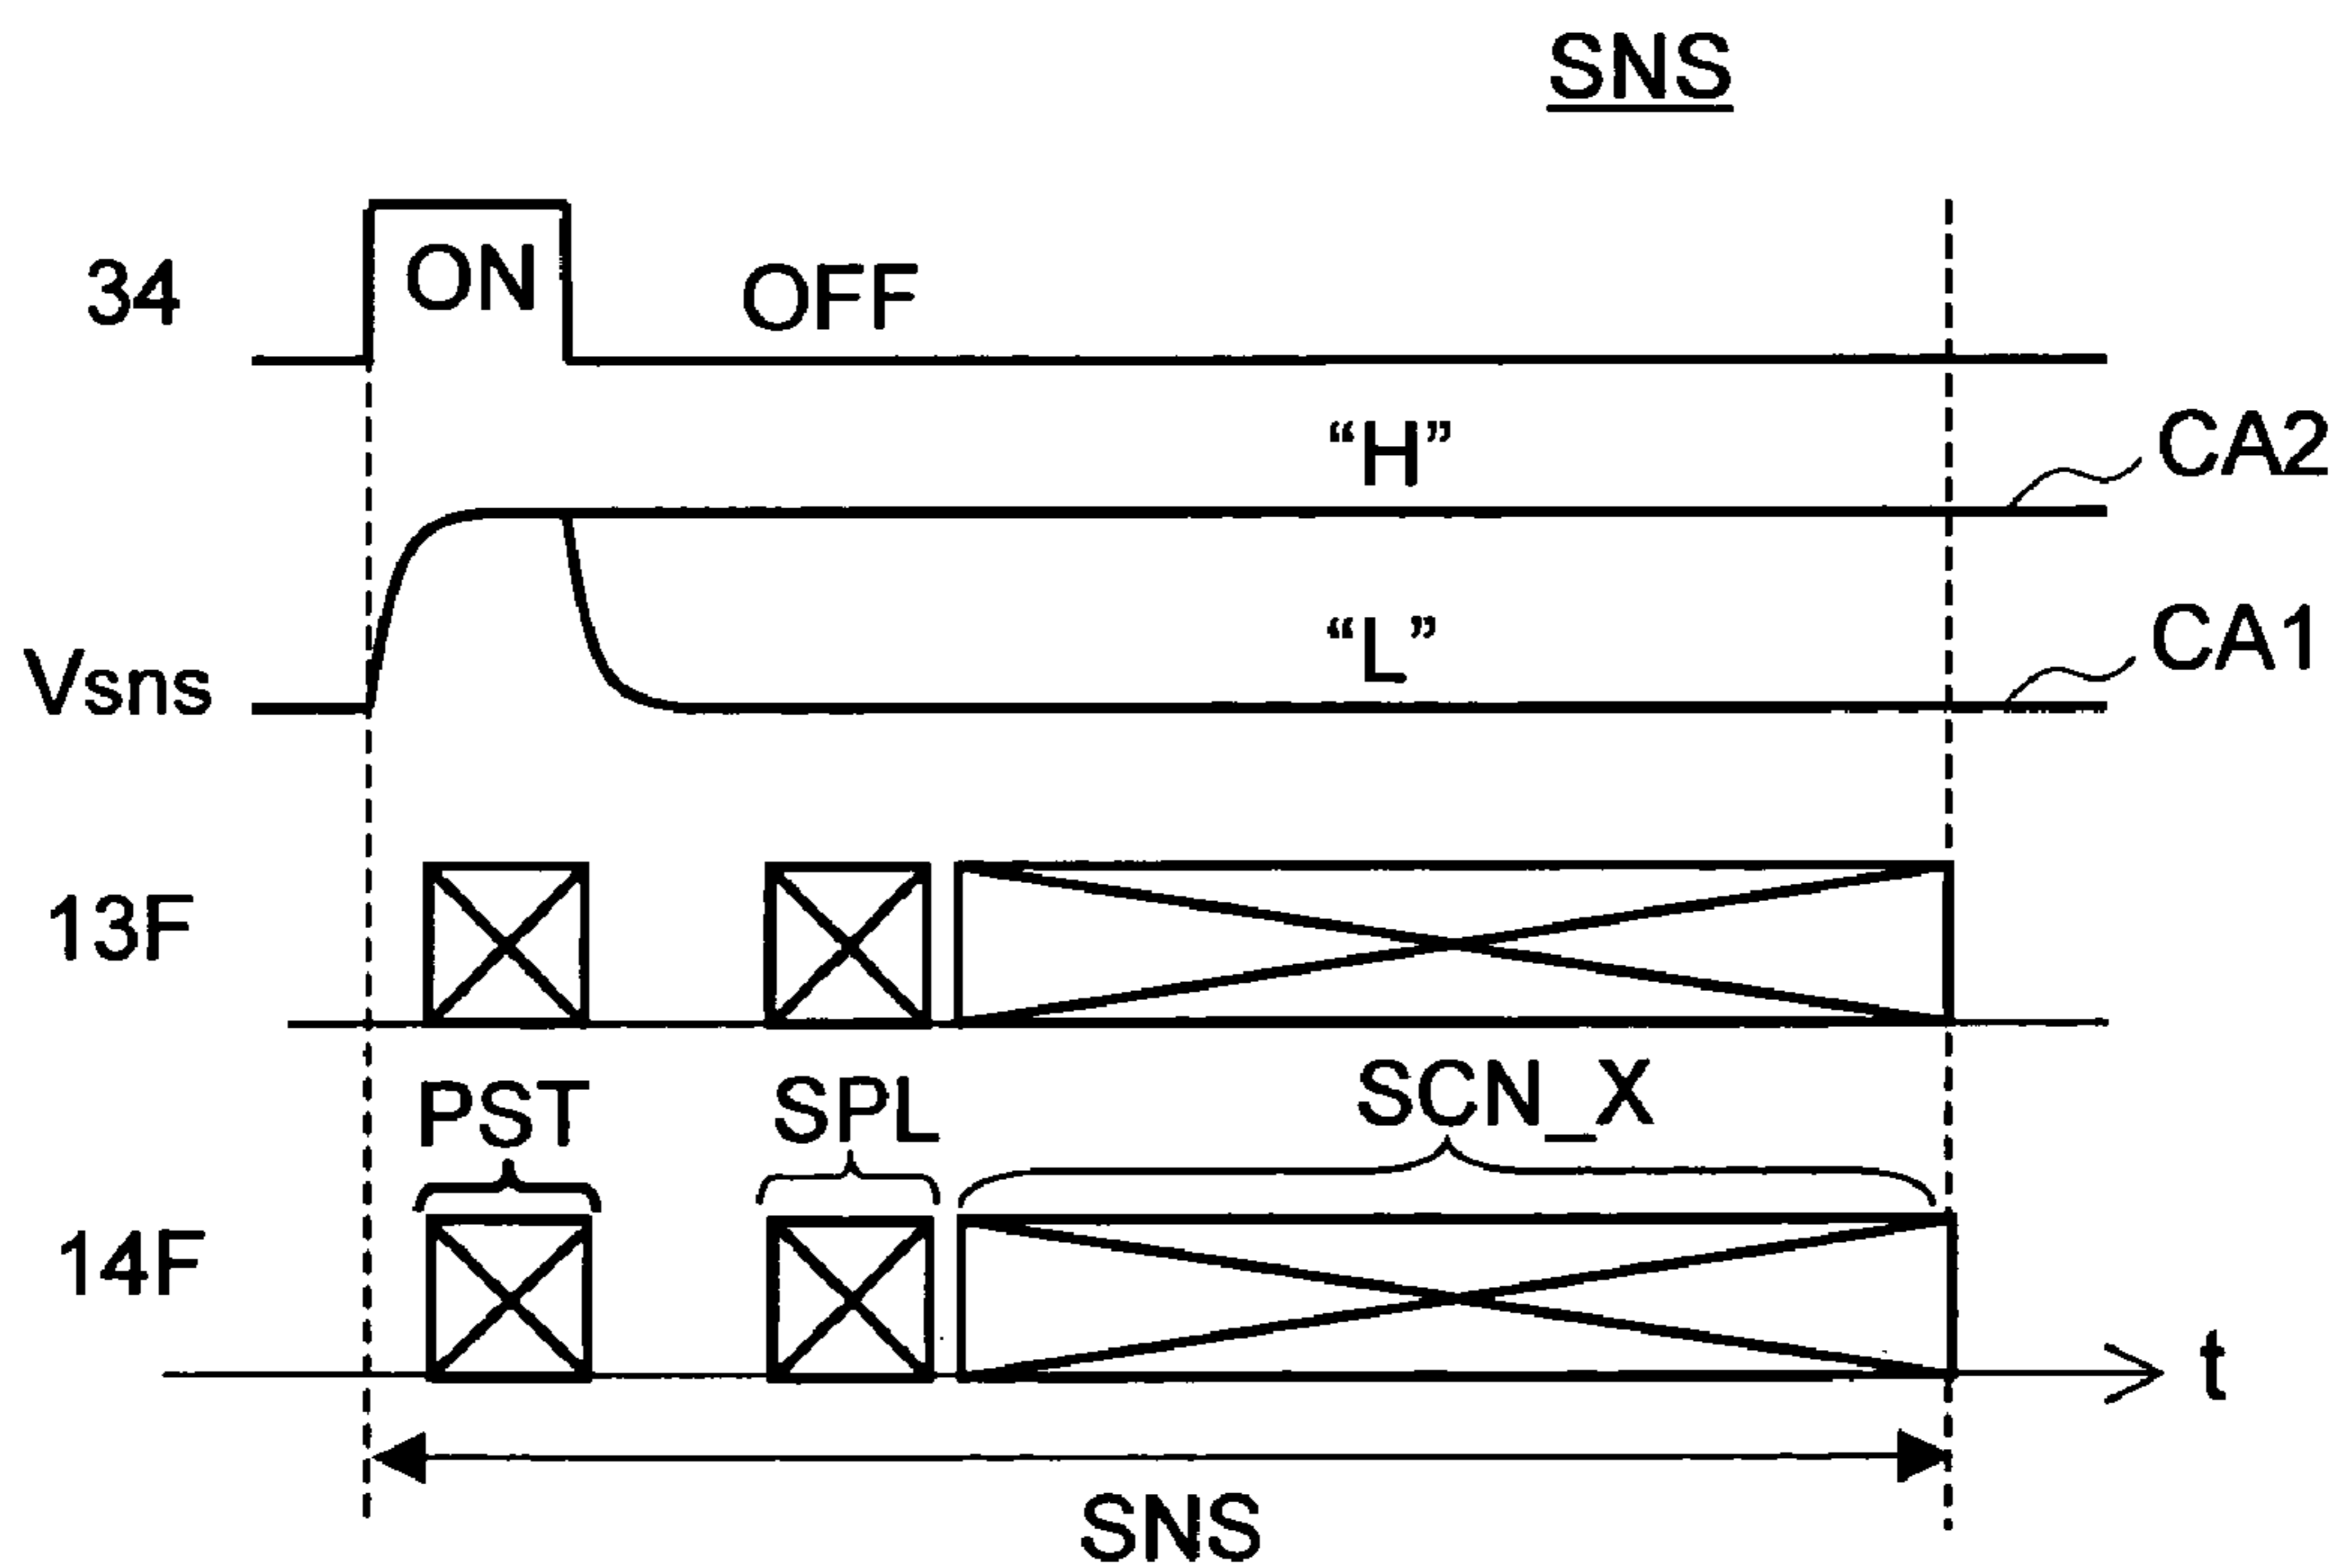 SNS
34
ON
OFF
“H”
CA2
Vsns
“L”
CA1
13F
PST
SPL
SCN_X
14F
t
SNS